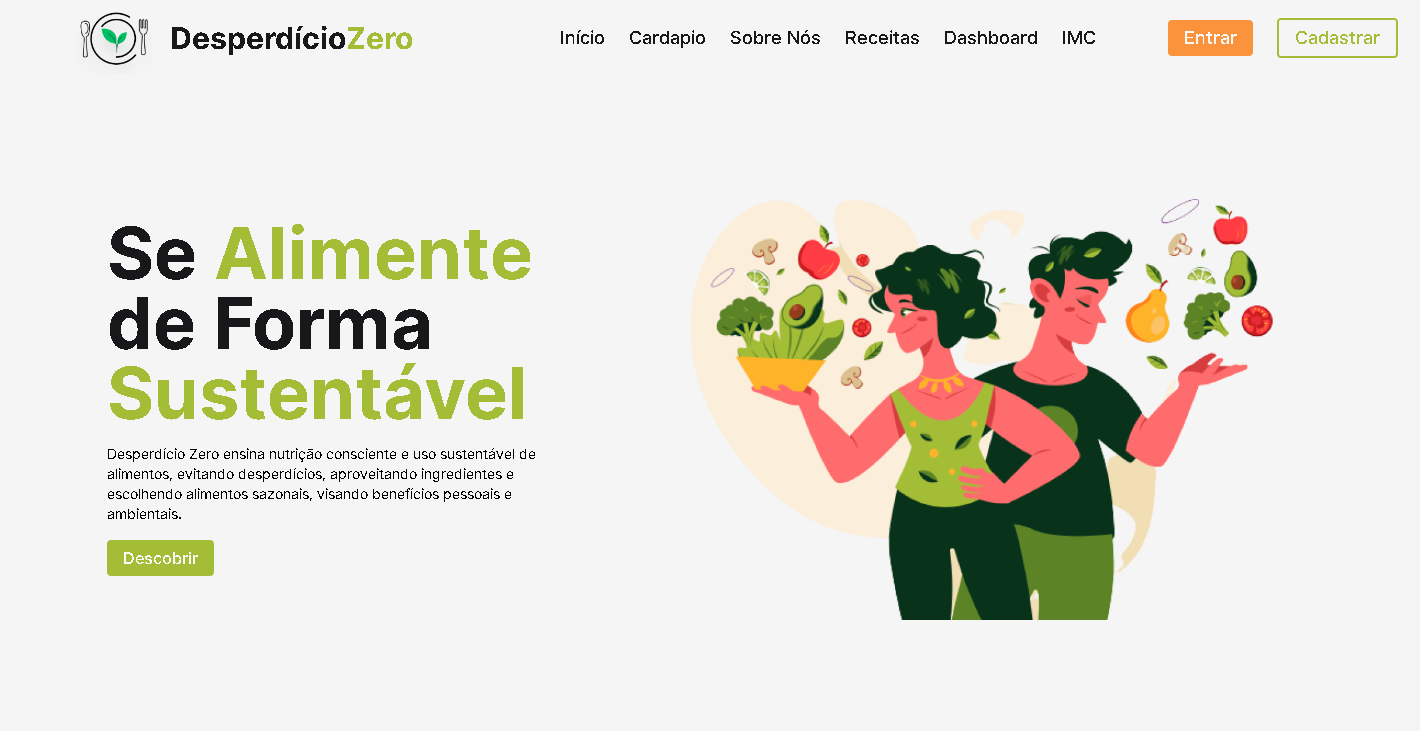 DesperdícioZero
Início Cardapio Sobre Nós Receitas Dashboard IMC
Entrar
Cadastrar
Se Alimente
de Forma
Sustentável
Desperdício Zero ensina nutrição consciente e uso sustentável de
alimentos, evitando desperdícios, aproveitando ingredientes e
escolhendo alimentos sazonais, visando benefícios pessoais e
ambientais.
Descobrir